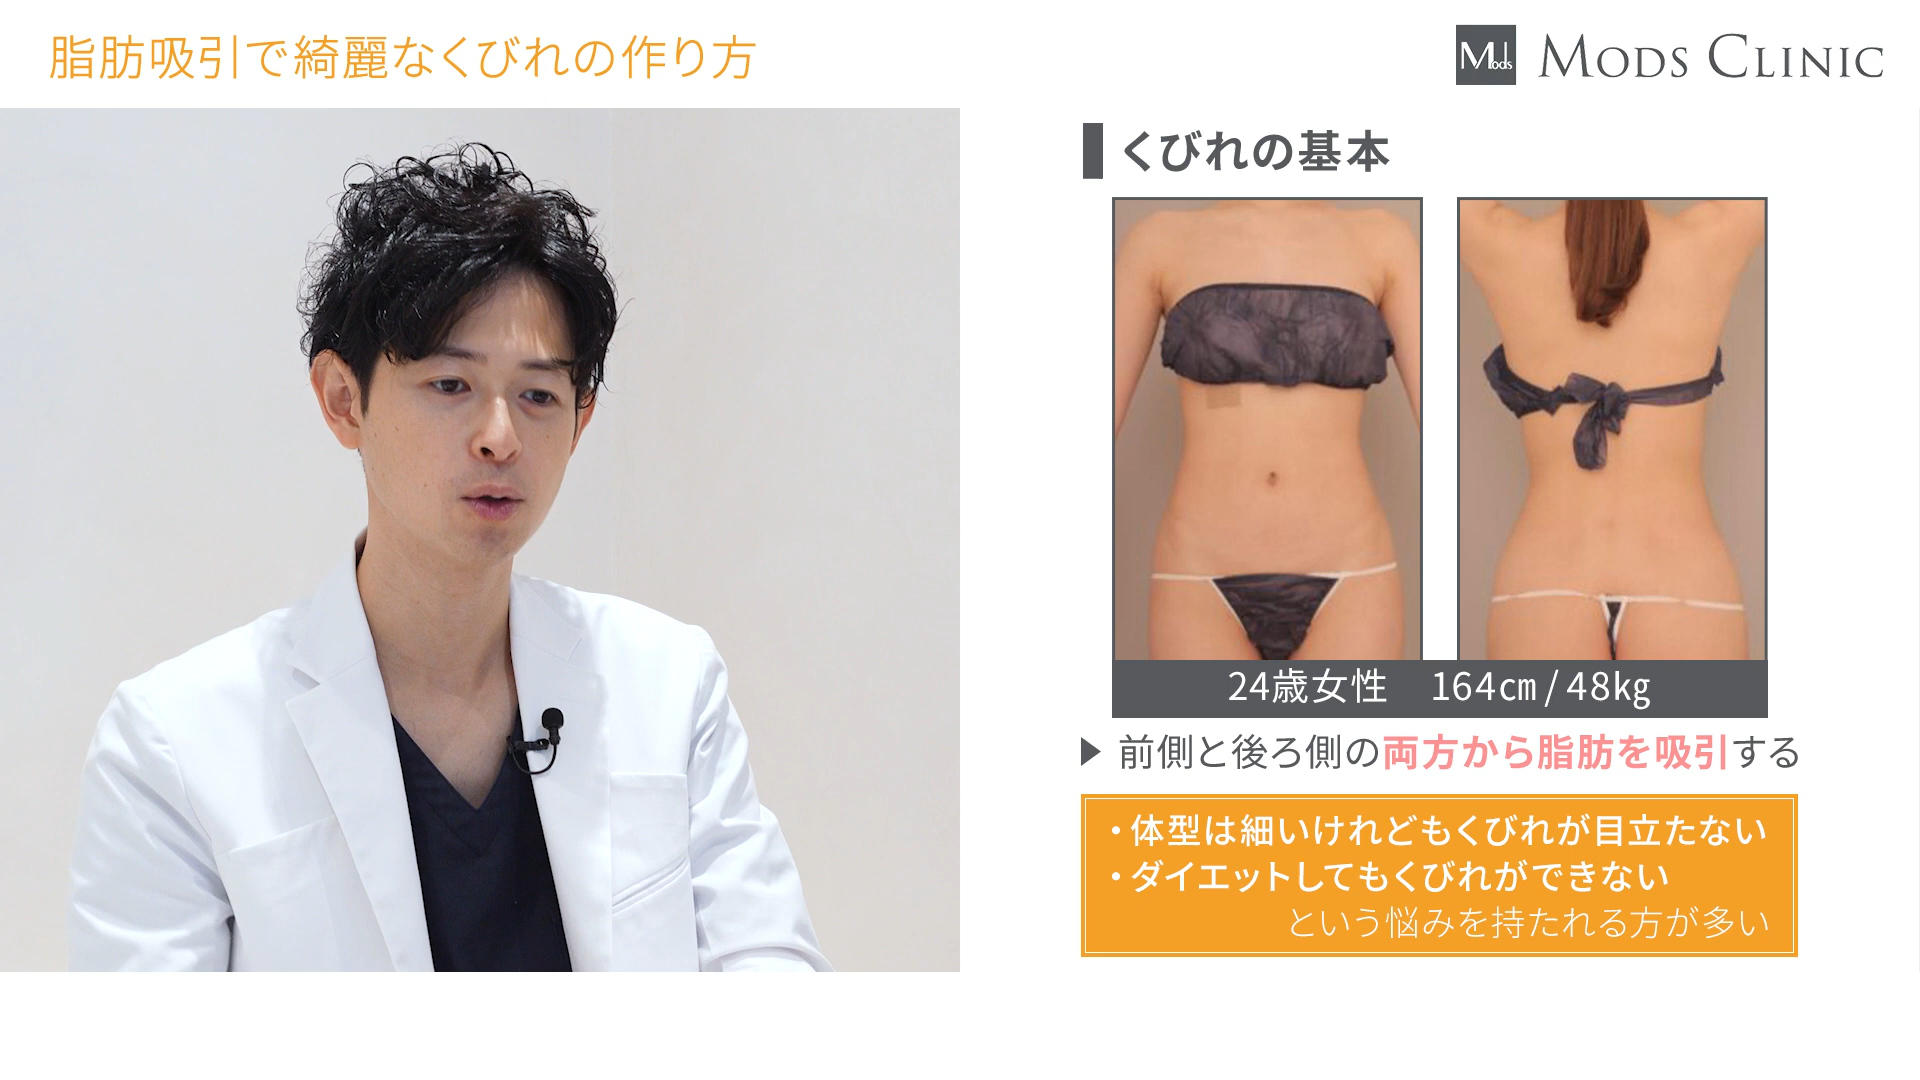 脂肪吸引で綺麗なくびれの作り方
Mods
MODS CLINIC
くびれの基本
24歳女性　164㎝/48㎏
▶ 前側と後ろ側の両方から脂肪を吸引する
・体型は細いけれどもくびれが目立たない
・ダイエットしてもくびれができない
という悩みを持たれる方が多い